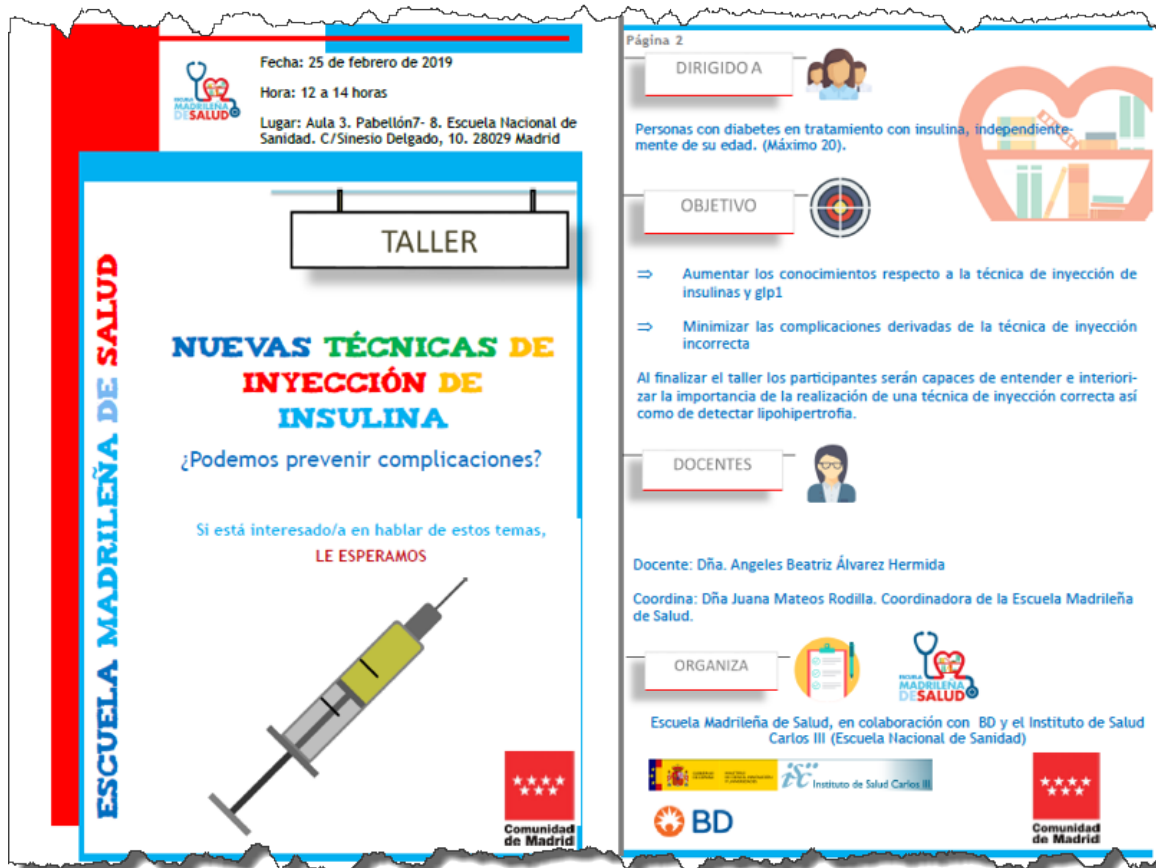 Fecha: 25 de febrero de 2019
Hora: 12 a 14 horas
Lugar: Aula 3. Pabellón7- 8. Escuela Nacional de
Sanidad. C/Sinesio Delgado, 10. 28029 Madrid
ESCUELA
MADRILEÑA
DESALUD
TALLER
ESCUELA MADRILEÑA DE SALUD
NUEVAS TÉCNICAS DE
INYECCIÓN DE
INSULINA
¿Podemos prevenir complicaciones?
Si está interesado/a en hablar de estos temas,
LE ESPERAMOS
Comunidad
de Madrid
Página 2
DIRIGIDO A
Personas con diabetes en tratamiento con insulina, independiente-
mente de su edad. (Máximo 20).
OBJETIVO
⇒ Aumentar los conocimientos respecto a la técnica de inyección de
insulinas y glp1
⇒ Minimizar las complicaciones derivadas de la técnica de inyección
incorrecta
Al finalizar el taller los participantes serán capaces de entender e interiori-
zar la importancia de la realización de una técnica de inyección correcta así
como de detectar lipohipertrofia.
DOCENTES
Docente: Dña. Angeles Beatriz Álvarez Hermida
Coordina: Dña Juana Mateos Rodilla. Coordinadora de la Escuela Madrileña
de Salud.
ORGANIZA
ESCUELA
MADRILEÑA
DESALUD
Escuela Madrileña de Salud, en colaboración con BD y el Instituto de Salud
Carlos III (Escuela Nacional de Sanidad)
Instituto de Salud Carlos III
BD
Comunidad
de Madrid